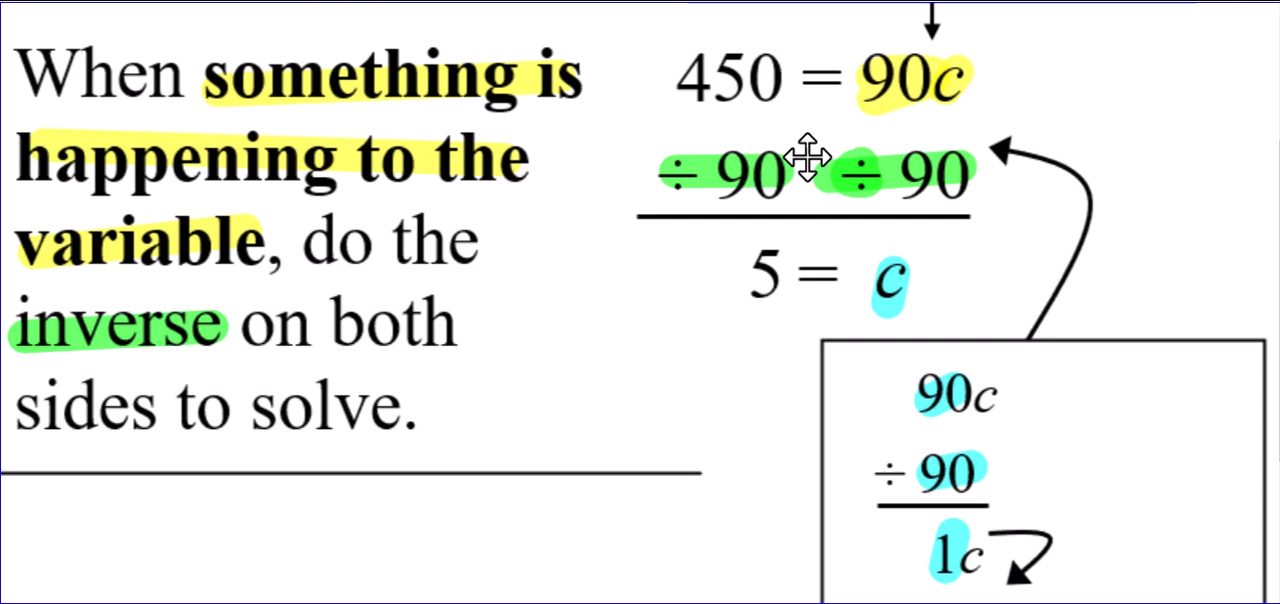 When something is
happening to the
variable, do the
inverse on both
sides to solve.
450 = 90c
÷ 90 ÷ 90
5 = c
90c
÷ 90
1c